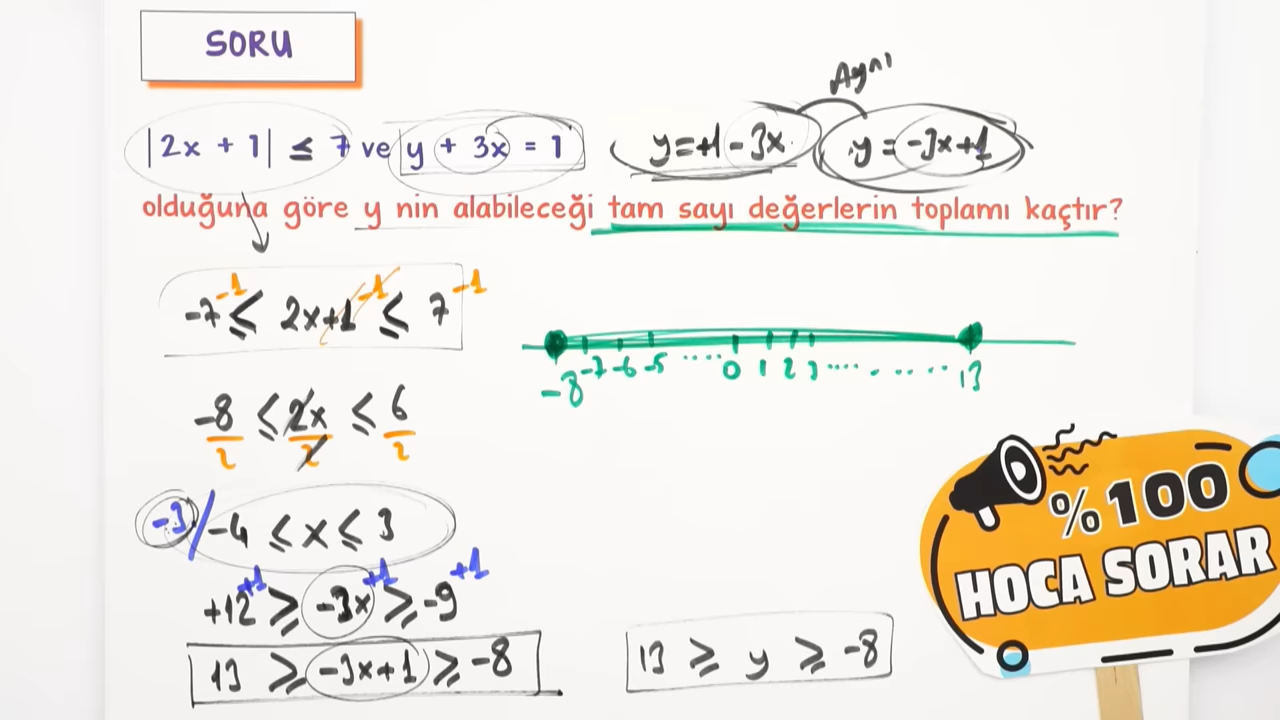 SORU
Aynı
|2x + 1| ≤ 7 ve y + 3x = 1 y=+1-3x y=-3x+1
olduğuna göre y nin alabileceği tam sayı değerlerin toplamı kaçtır?
-7 -1 ≤ 2x+1 -1 ≤ 7 -1
-8 -7 -6 -5 ..... 0 1 2 3 ..... . ..... 13
-8/2 ≤ 2x/2 ≤ 6/2
-3/ -4 ≤ x ≤ 3
+12 +1 ≥ -3x +1 ≥ -9 +1
13 ≥ -3x+1 ≥ -8
13 ≥ y ≥ -8
%100
HOCA SORAR